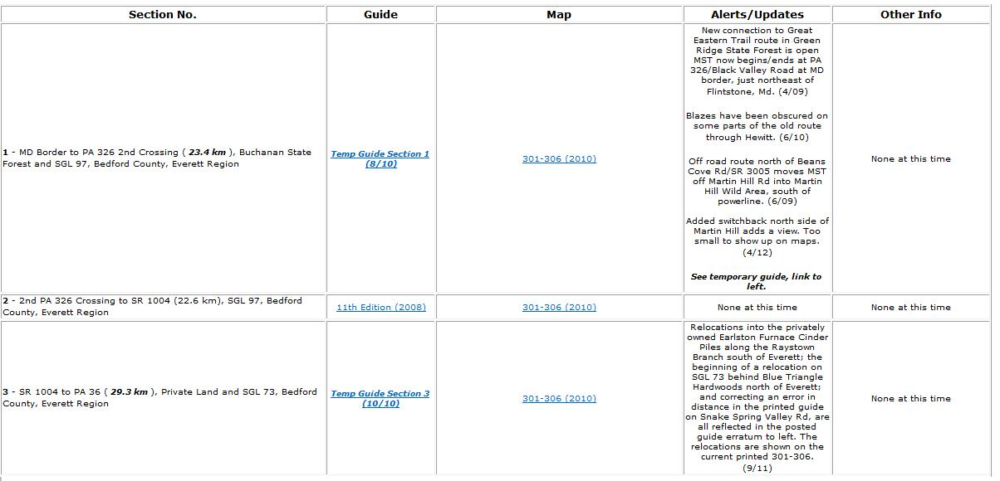 Section No.
Guide
Map
Alerts/Updates
Other Info
1 - MD Border to PA 326 2nd Crossing ( 23.4 km ), Buchanan State
Forest and SGL 97, Bedford County, Everett Region
Temp Guide Section 1
(8/10)
301-306 (2010)
New connection to Great
Eastern Trail route in Green
Ridge State Forest is open
MST now begins/ends at PA
326/Black Valley Road at MD
border, just northeast of
Flintstone, Md. (4/09)
Blazes have been obscured on
some parts of the old route
through Hewitt. (6/10)
Off road route north of Beans
Cove Rd/SR 3005 moves MST
off Martin Hill Rd into Martin
Hill Wild Area, south of
powerline. (6/09)
Added switchback north side of
Martin Hill adds a view. Too
small to show up on maps.
(4/12)
See temporary guide, link to
left.
None at this time
2 - 2nd PA 326 Crossing to SR 1004 (22.6 km), SGL 97, Bedford
County, Everett Region
11th Edition (2008)
301-306 (2010)
None at this time
None at this time
3 - SR 1004 to PA 36 ( 29.3 km ), Private Land and SGL 73, Bedford
County, Everett Region
Temp Guide Section 3
(10/10)
301-306 (2010)
Relocations into the privately
owned Earlston Furnace Cinder
Piles along the Raystown
Branch south of Everett; the
beginning of a relocation on
SGL 73 behind Blue Triangle
Hardwoods north of Everett;
and correcting an error in
distance in the printed guide
on Snake Spring Valley Rd, are
all reflected in the posted
guide erratum to left. The
relocations are shown on the
current printed 301-306.
(9/11)
None at this time